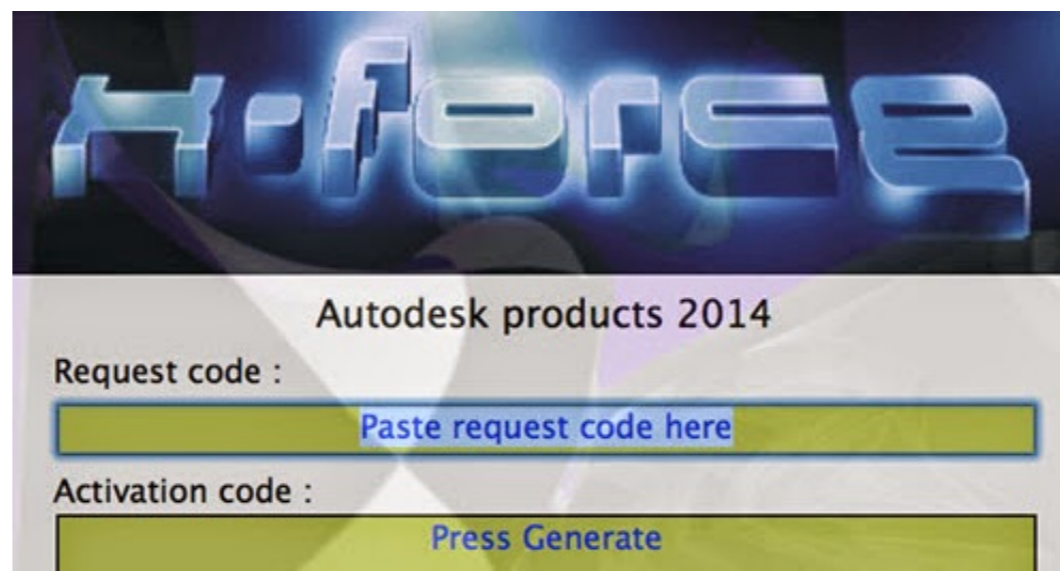 X-force
Autodesk products 2014
Request code :
Paste request code here
Activation code :
Press Generate